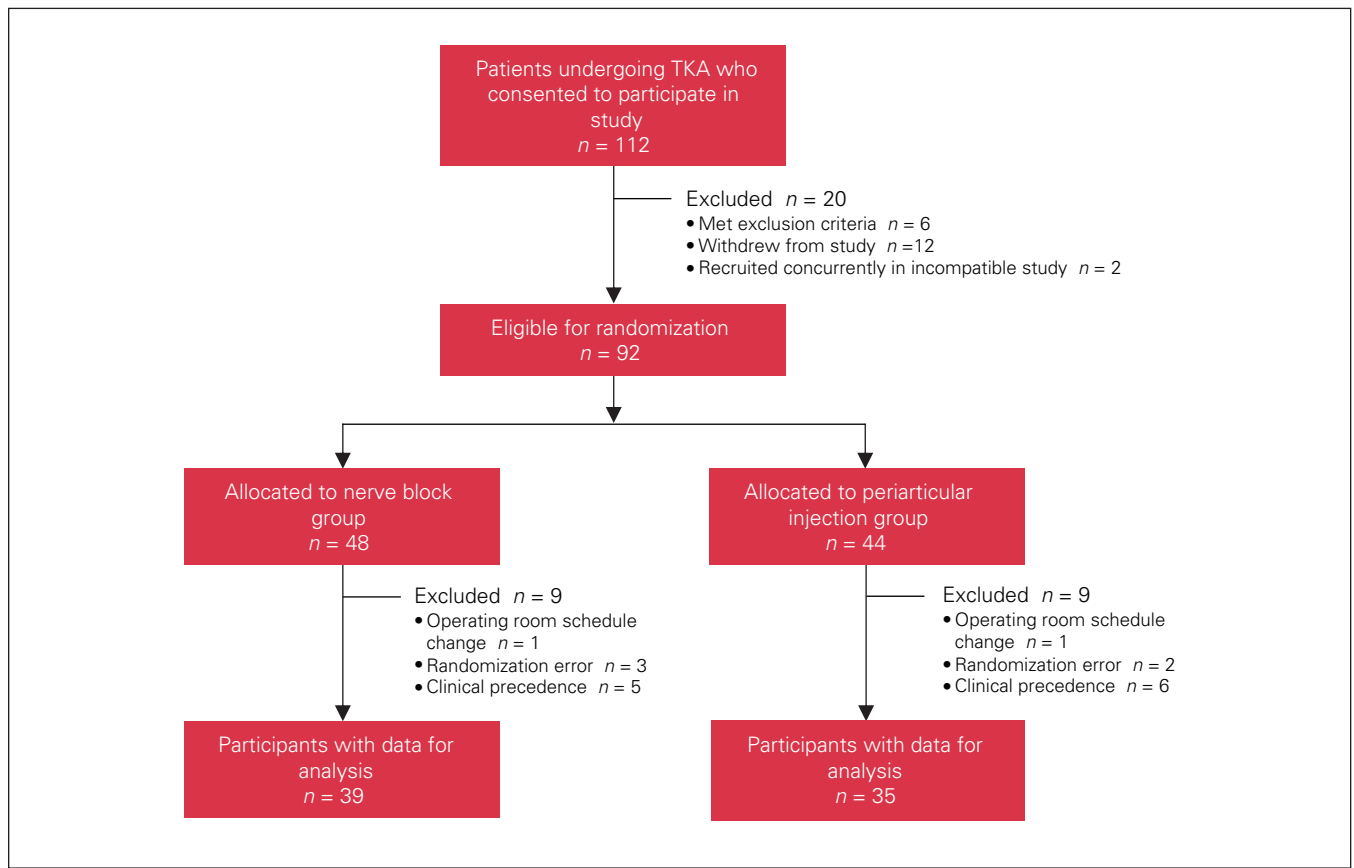 Patients undergoing TKA who
consented to participate in
study
n = 112
Excluded n = 20
• Met exclusion criteria n = 6
• Withdrew from study n =12
• Recruited concurrently in incompatible study n = 2
Eligible for randomization
n = 92
Allocated to nerve block
group
n = 48
Allocated to periarticular
injection group
n = 44
Excluded n = 9
• Operating room schedule
change n = 1
• Randomization error n = 3
• Clinical precedence n = 5
Excluded n = 9
• Operating room schedule
change n = 1
• Randomization error n = 2
• Clinical precedence n = 6
Participants with data for
analysis
n = 39
Participants with data for
analysis
n = 35